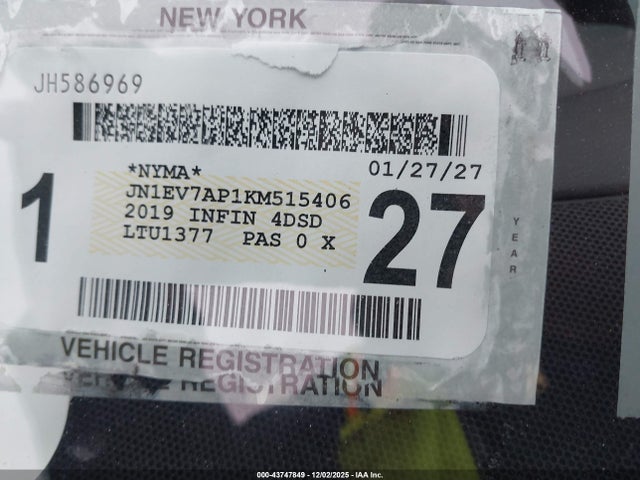 NEW YORK
JH586969
*NYMA*
01/27/27
JN1EV7AP1KM515406
2019 INFIN 4DSD
LTU1377 PAS 0 X
1
27
YEAR
VEHICLE REGISTRATION
VEHICLE REGISTRATION
000-43747849 - 12/02/2025 - IAA Inc.